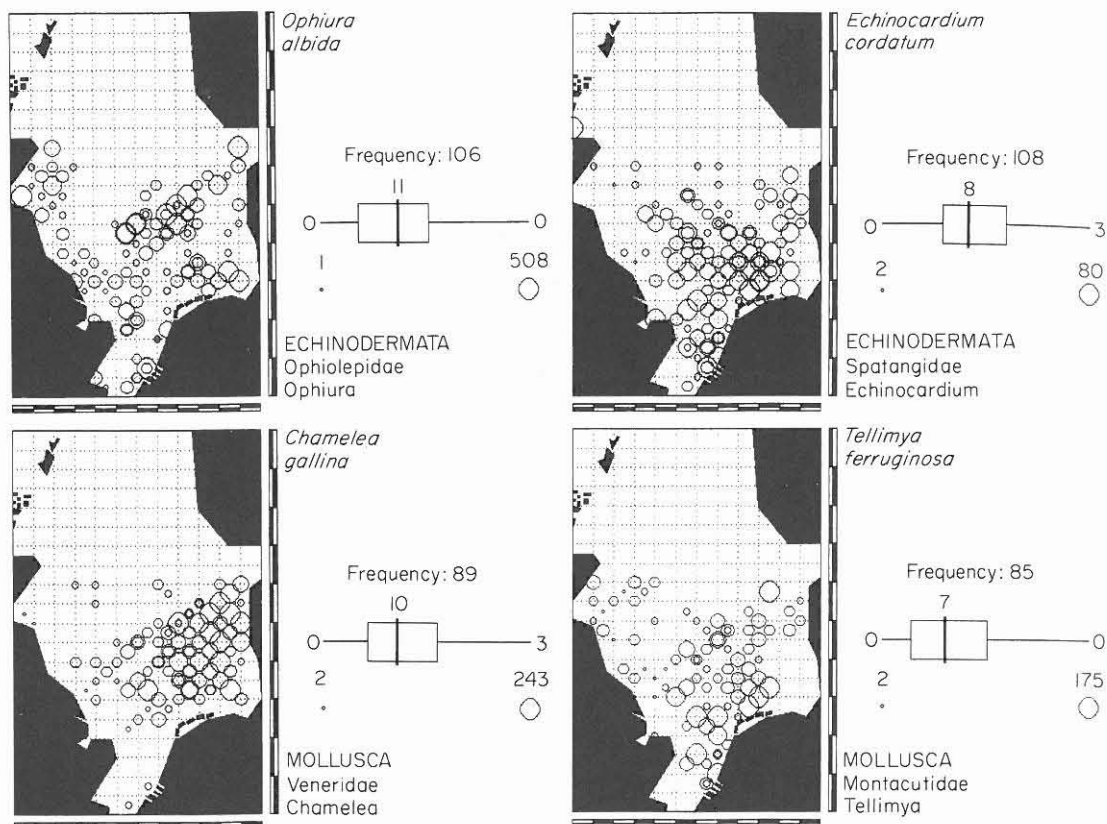 Ophiura
albida
Frequency: 106
11
0 0
1 508
ECHINODERMATA
Ophiolepidae
Ophiura
Echinocardium
cordatum
Frequency: 108
8
0 3
2 80
ECHINODERMATA
Spatangidae
Echinocardium
Chamelea
gallina
Frequency: 89
10
0 3
2 243
MOLLUSCA
Veneridae
Chamelea
Tellimya
ferruginosa
Frequency: 85
7
0 0
2 175
MOLLUSCA
Montacutidae
Tellimya